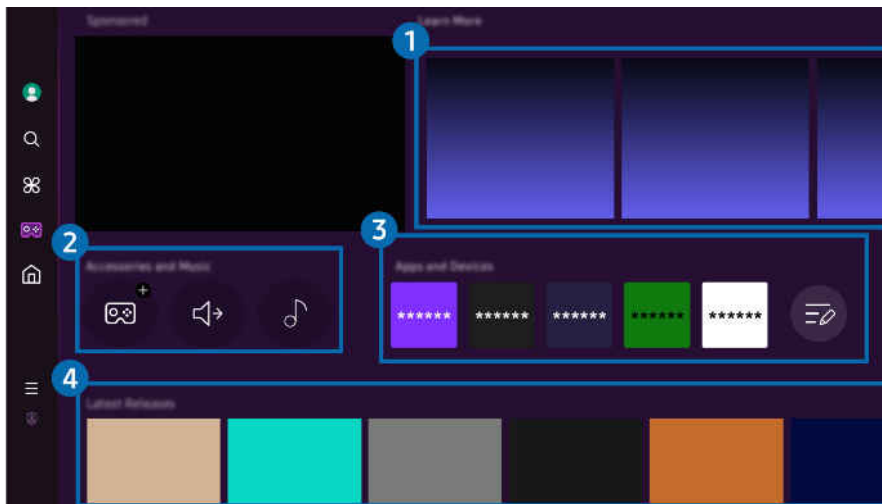 Sponsored
Learn More
1
2
3
Accessories and Music
Apps and Devices
****** ****** ****** ****** ******
4
Latest Releases